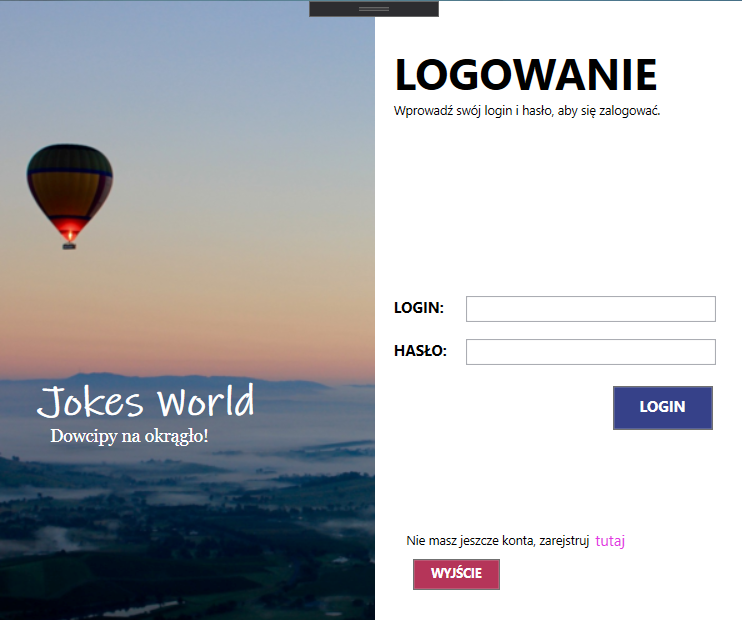 LOGOWANIE
Wprowadź swój login i hasło, aby się zalogować.
LOGIN:
HASŁO:
LOGIN
Jokes World
Dowcipy na okrągło!
Nie masz jeszcze konta, zarejstruj tutaj
WYJŚCIE